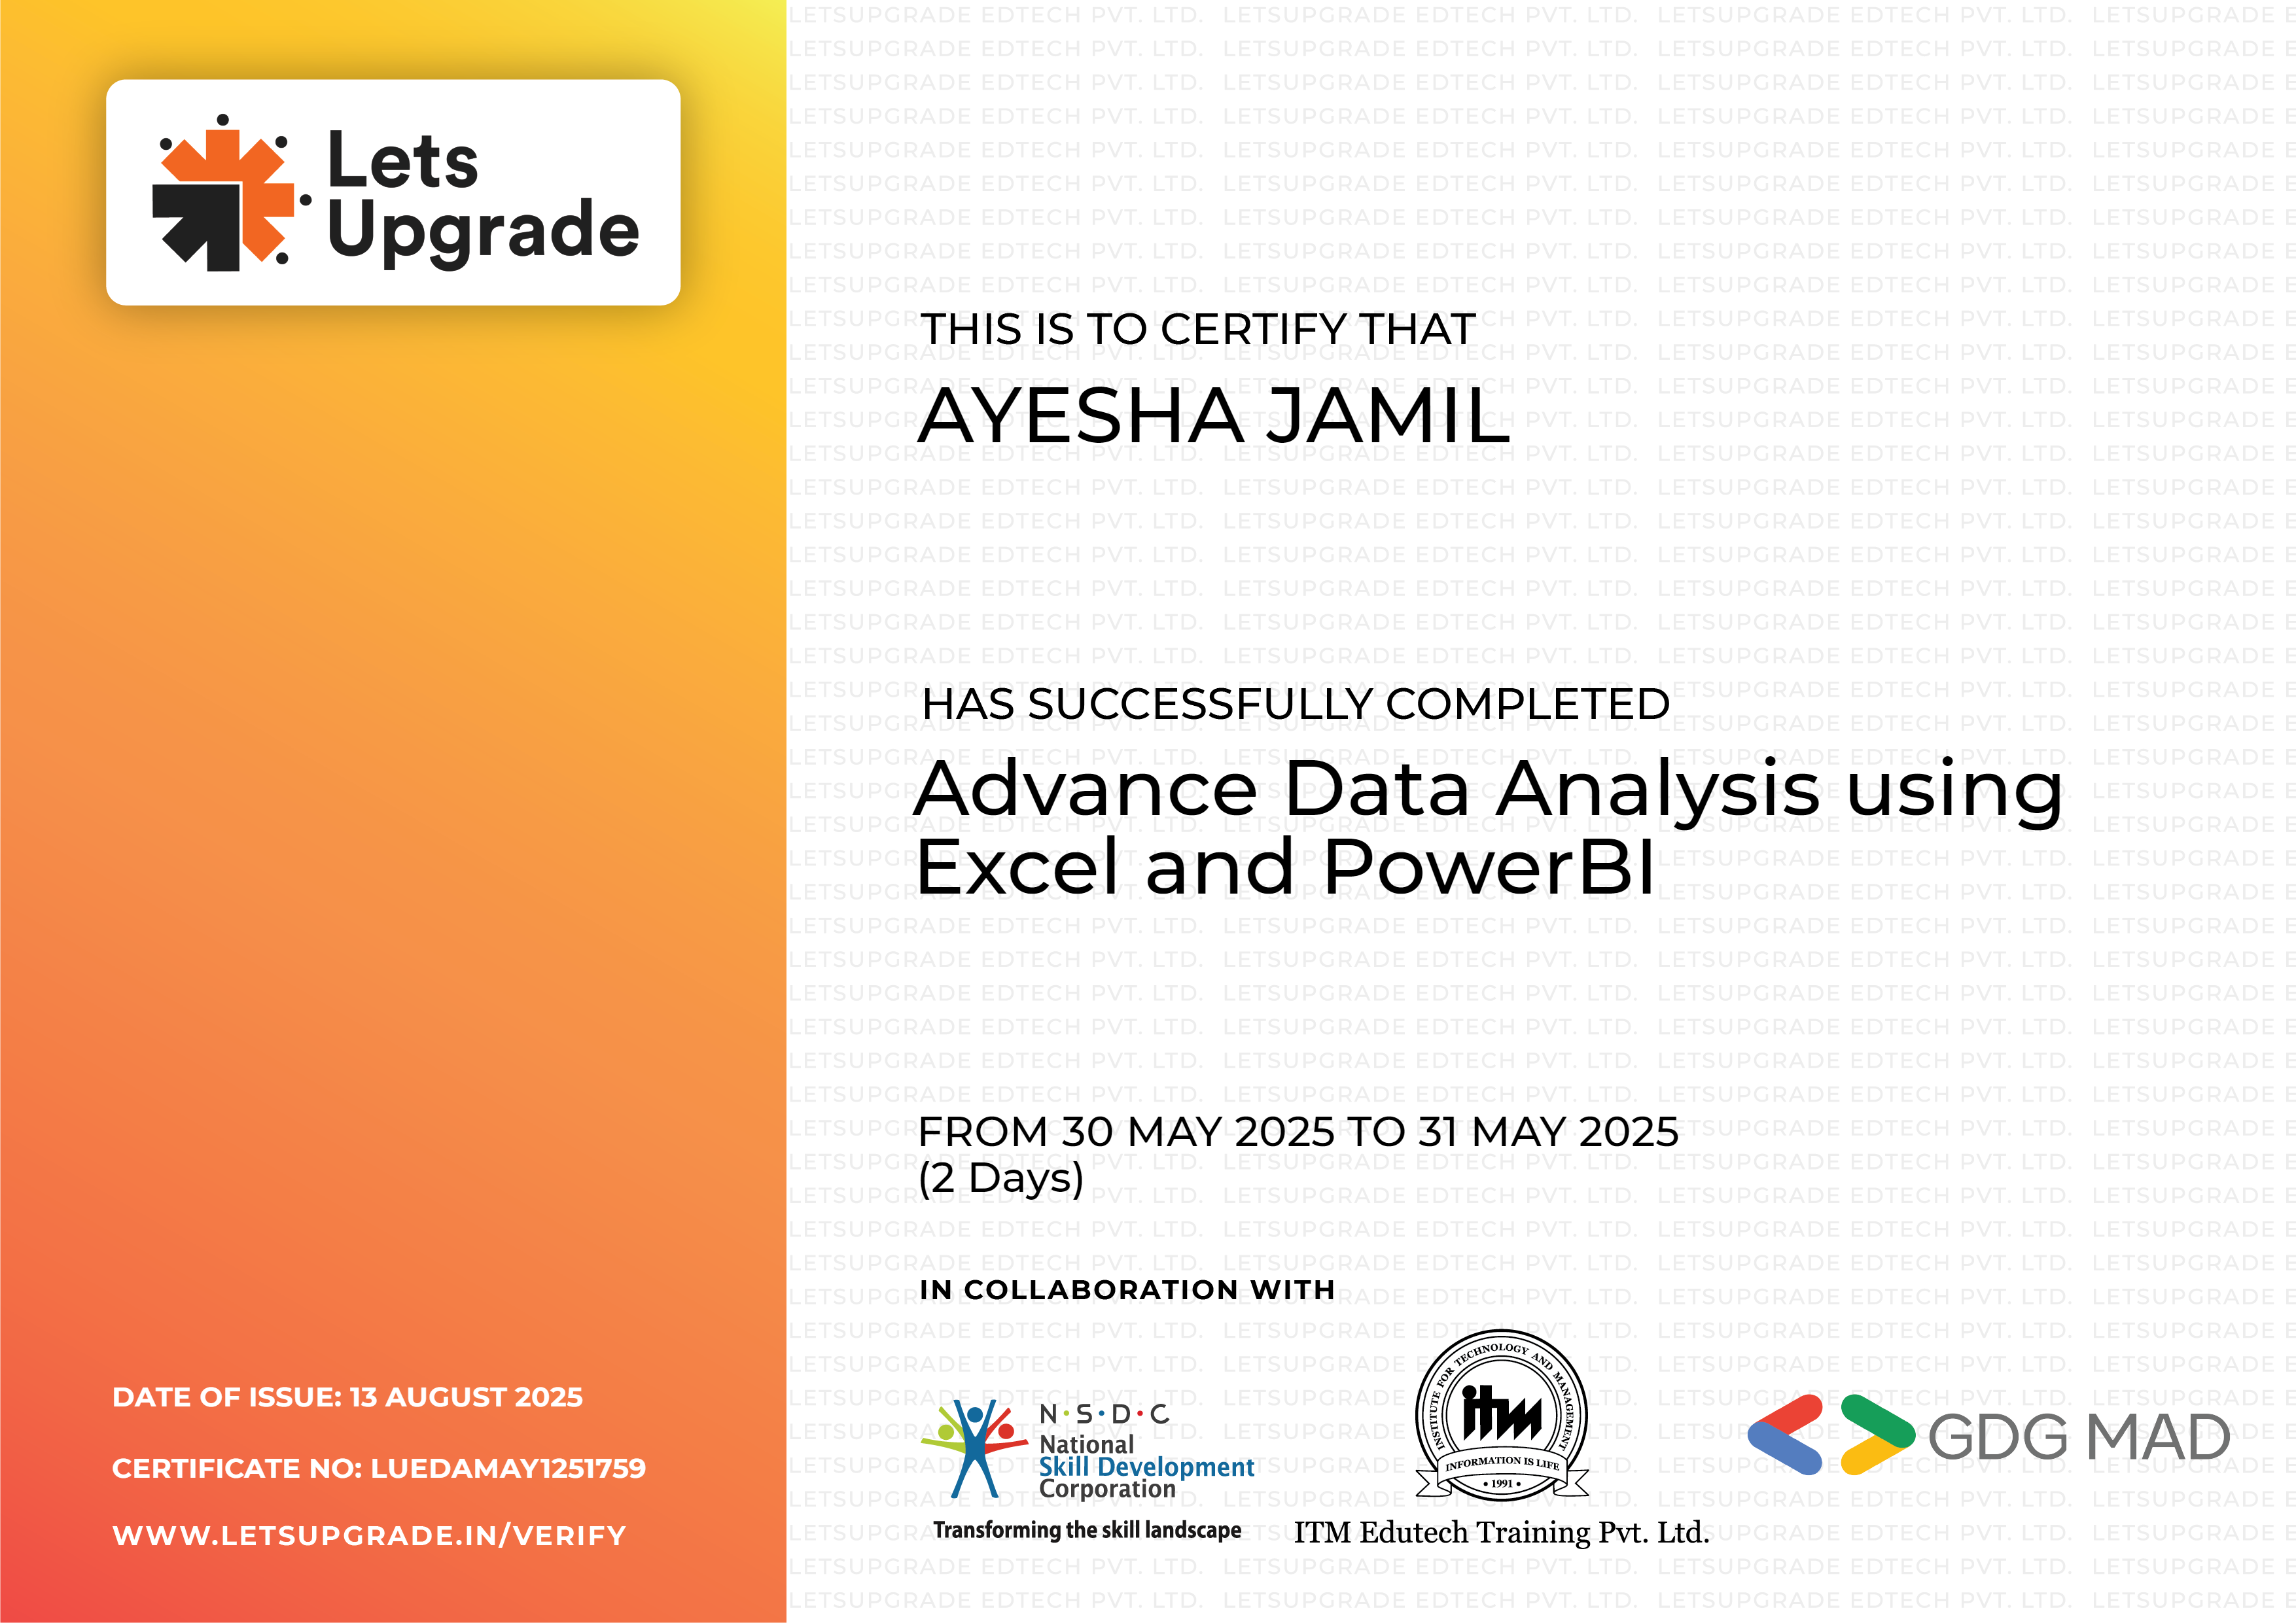 Lets
Upgrade
THIS IS TO CERTIFY THAT
AYESHA JAMIL
HAS SUCCESSFULLY COMPLETED
Advance Data Analysis using
Excel and PowerBI
FROM 30 MAY 2025 TO 31 MAY 2025
(2 Days)
IN COLLABORATION WITH
N·S·D·C
National
Skill Development
Corporation
Transforming the skill landscape
INSTITUTE FOR TECHNOLOGY AND MANAGEMENT
itm
INFORMATION IS LIFE
• 1991 •
ITM Edutech Training Pvt. Ltd.
GDG MAD
DATE OF ISSUE: 13 AUGUST 2025
CERTIFICATE NO: LUEDAMAY1251759
WWW.LETSUPGRADE.IN/VERIFY
LETSUPGRADE EDTECH PVT. LTD.